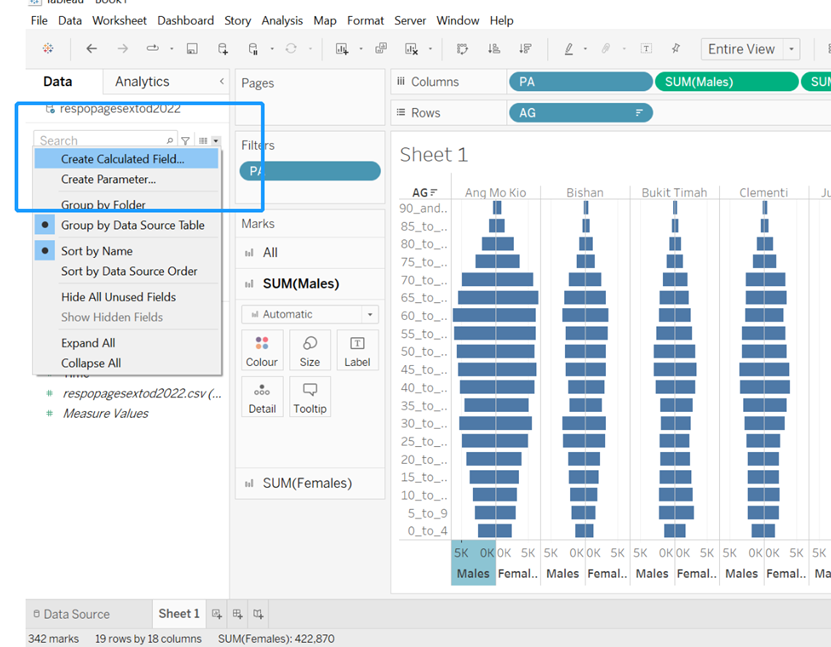 Tableau - Book1
File Data Worksheet Dashboard Story Analysis Map Format Server Window Help
Entire View
Data Analytics
respopagesextod2022
Search
Create Calculated Field...
Create Parameter...
Group by Folder
Group by Data Source Table
Sort by Name
Sort by Data Source Order
Hide All Unused Fields
Show Hidden Fields
Expand All
Collapse All
Time
respopagesextod2022.csv (...
Measure Values
Pages
Filters
PA
Marks
All
SUM(Males)
Automatic
Colour Size Label
Detail Tooltip
SUM(Females)
Columns PA SUM(Males) SUM
Rows AG
Sheet 1
AG Ang Mo Kio Bishan Bukit Timah Clementi Ju
90_and..
85_to_..
80_to_..
75_to_..
70_to_..
65_to_..
60_to_..
55_to_..
50_to_..
45_to_..
40_to_..
35_to_..
30_to_..
25_to_..
20_to_..
15_to_..
10_to_..
5_to_9
0_to_4
5K 0K 0K 5K 5K 0K 0K 5K 5K 0K 0K 5K 5K 0K 0K 5K 5K
Males Femal.. Males Femal.. Males Femal.. Males Femal.. Ma
Data Source Sheet 1
342 marks 19 rows by 18 columns SUM(Females): 422,870